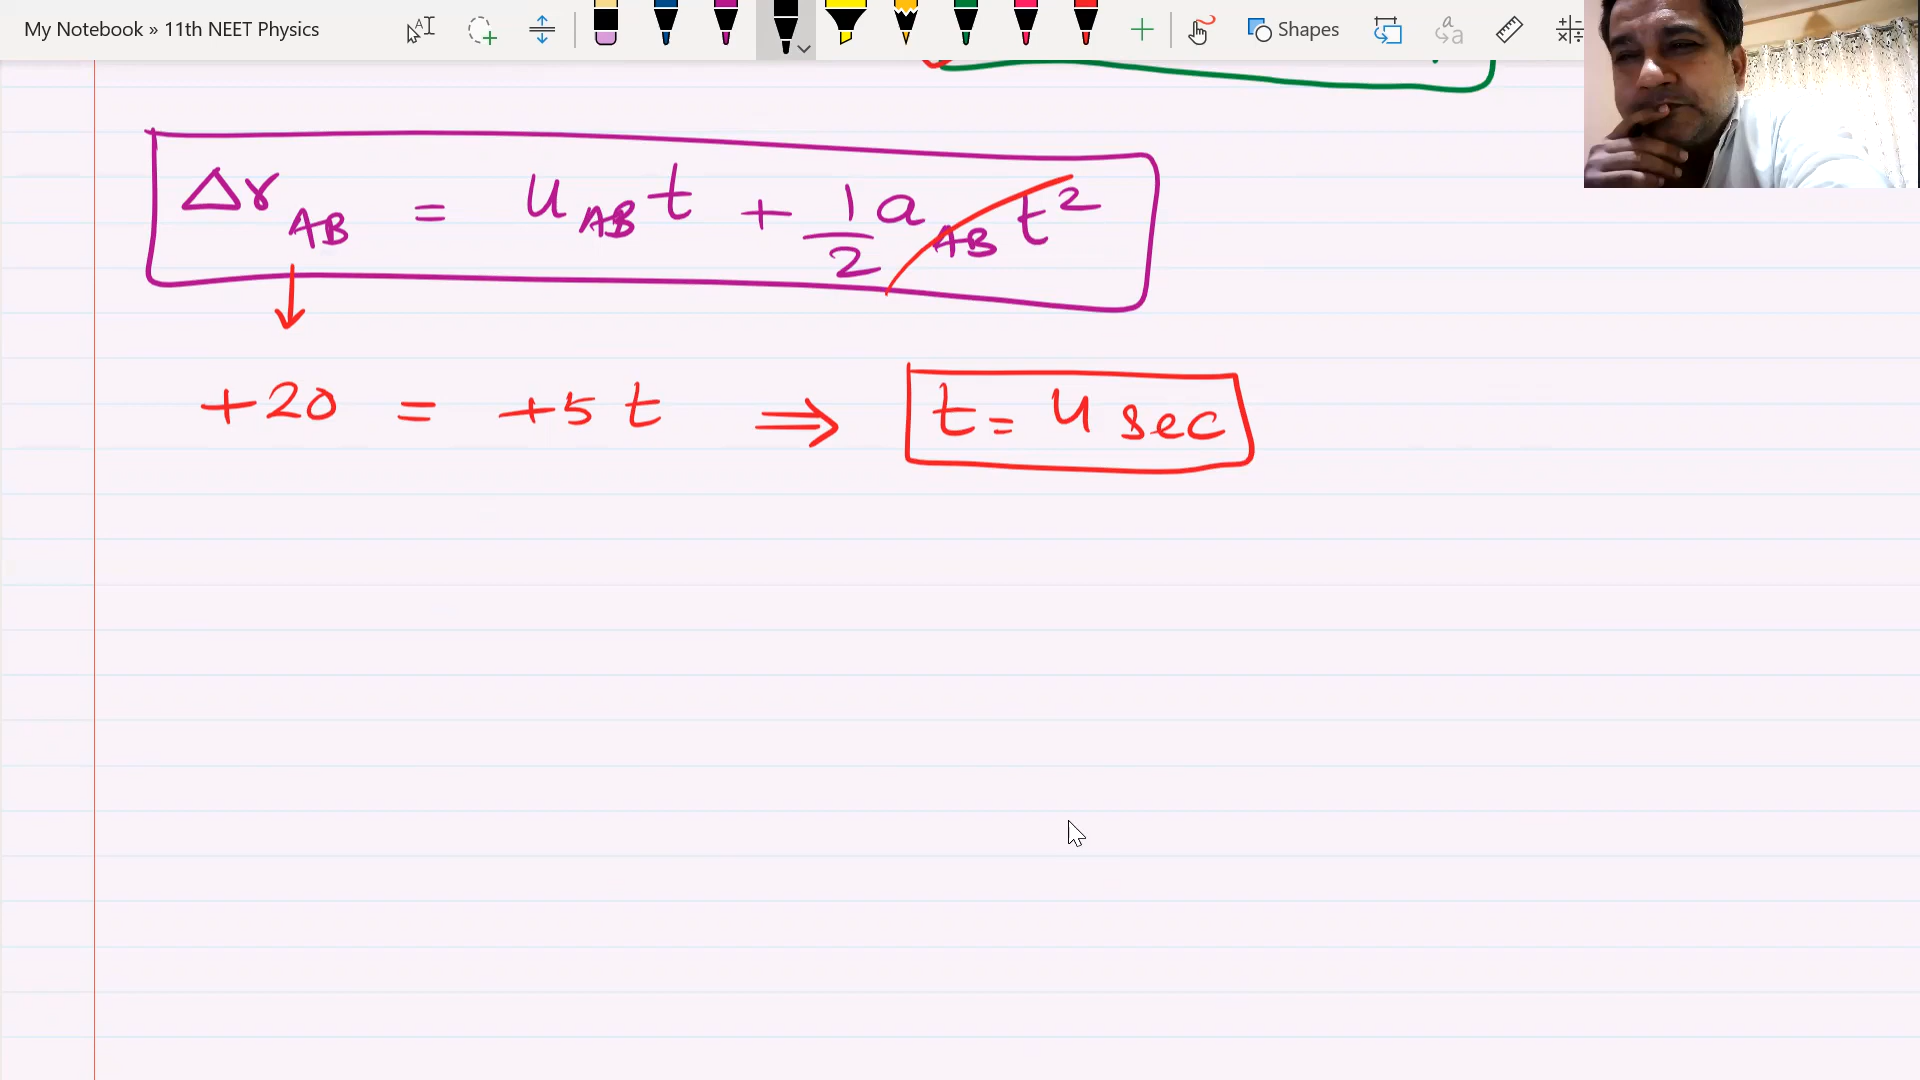 My Notebook » 11th NEET Physics
Shapes
Δr_AB = u_AB t + 1/2 a_AB t²
+20 = +5 t ⇒ t = 4 sec